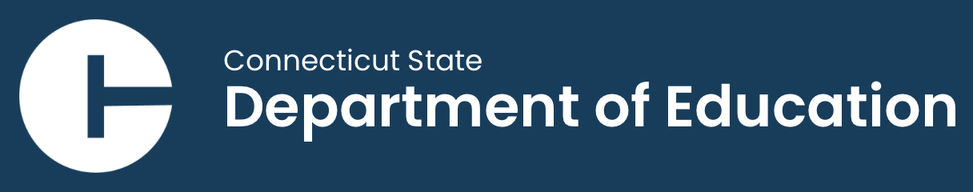 Connecticut State
Department of Education